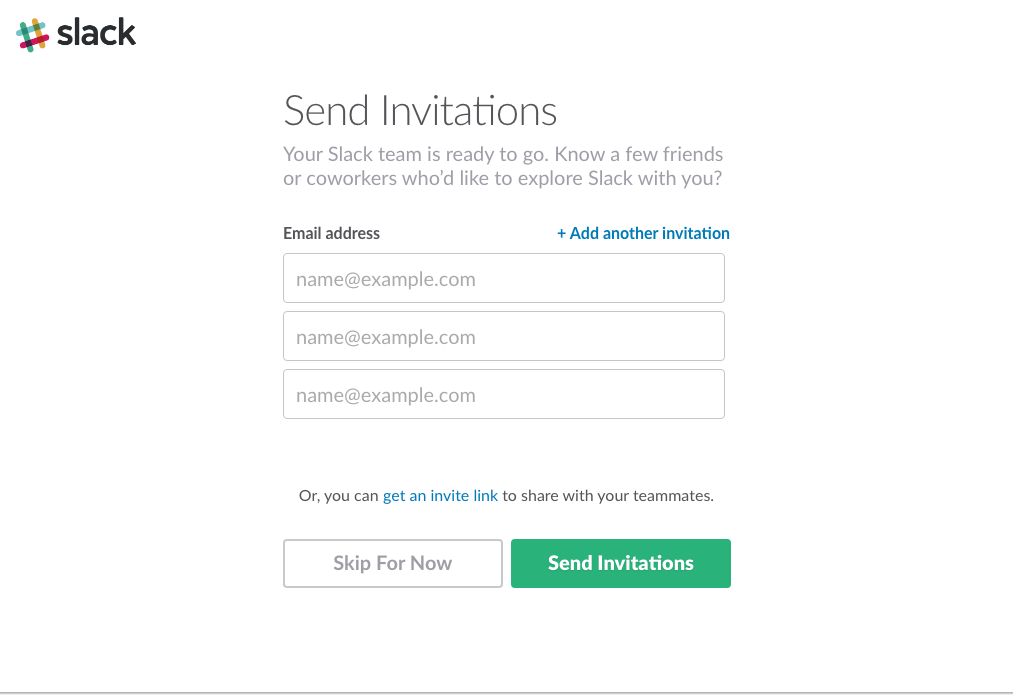 slack
Send Invitations
Your Slack team is ready to go. Know a few friends
or coworkers who'd like to explore Slack with you?
Email address + Add another invitation
name@example.com
name@example.com
name@example.com
Or, you can get an invite link to share with your teammates.
Skip For Now Send Invitations